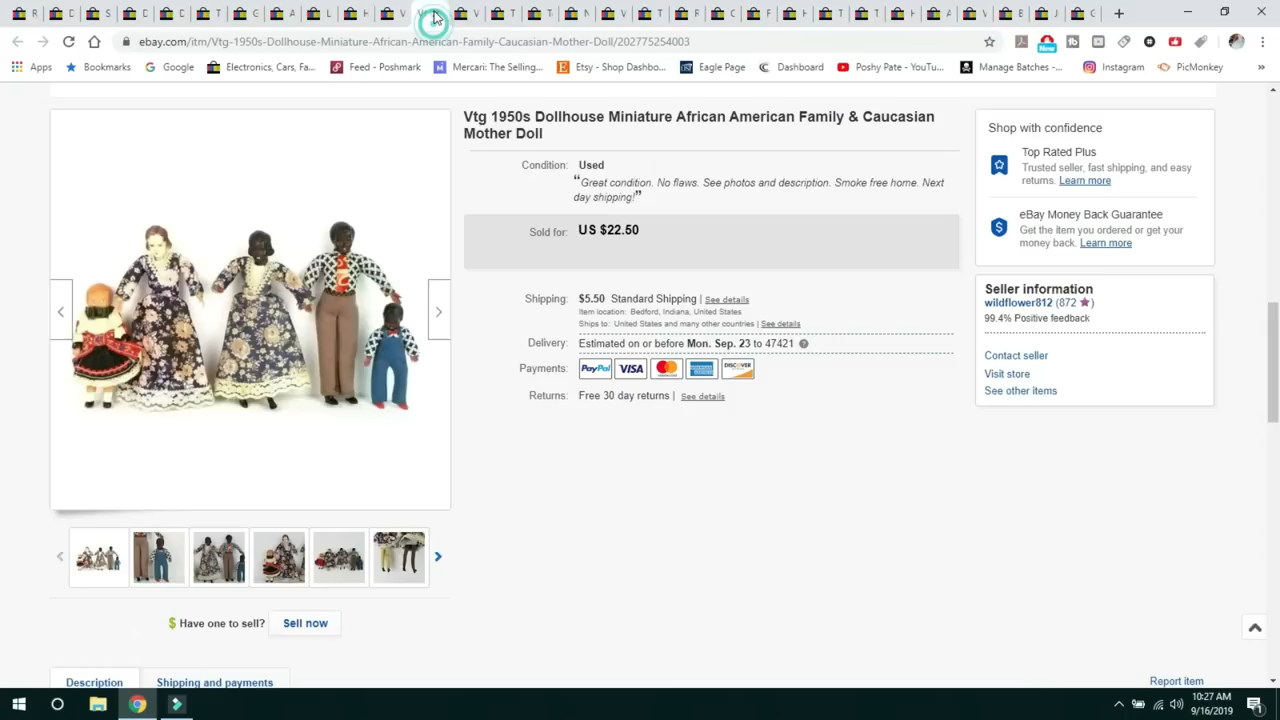 R D S D D T G A L H V V T T N V T R C F H T T H A V B J C
ebay.com/itm/Vtg-1950s-Dollhouse-Miniature-African-American-Family-Caucasian-Mother-Doll/202775254003
New
Apps Bookmarks Google Electronics, Cars, Fa... Feed - Poshmark Mercari: The Selling... Etsy - Shop Dashbo... Eagle Page Dashboard Poshy Pate - YouTu... Manage Batches -... Instagram PicMonkey »
Vtg 1950s Dollhouse Miniature African American Family & Caucasian
Mother Doll
Condition: Used
“Great condition. No flaws. See photos and description. Smoke free home. Next
day shipping!”
Sold for: US $22.50
Shipping: $5.50 Standard Shipping | See details
Item location: Bedford, Indiana, United States
Ships to: United States and many other countries | See details
Delivery: Estimated on or before Mon. Sep. 23 to 47421
Payments: PayPal VISA MasterCard AMERICAN EXPRESS DISCOVER
Returns: Free 30 day returns | See details
Shop with confidence
Top Rated Plus
Trusted seller, fast shipping, and easy
returns. Learn more
eBay Money Back Guarantee
Get the item you ordered or get your
money back. Learn more
Seller information
wildflower812 (872 )
99.4% Positive feedback
Contact seller
Visit store
See other items
$ Have one to sell? Sell now
Description Shipping and payments
Report item
10:27 AM
9/16/2019